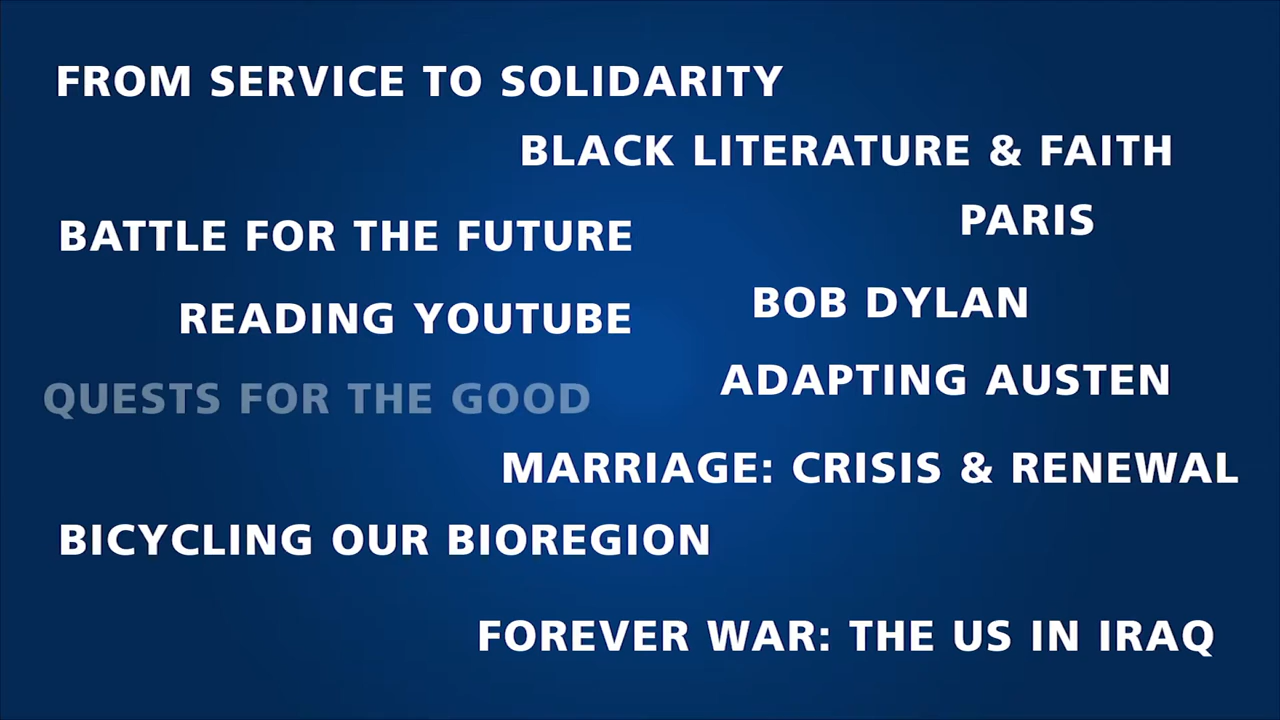 FROM SERVICE TO SOLIDARITY
BLACK LITERATURE & FAITH
PARIS
BATTLE FOR THE FUTURE
BOB DYLAN
READING YOUTUBE
ADAPTING AUSTEN
QUESTS FOR THE GOOD
MARRIAGE: CRISIS & RENEWAL
BICYCLING OUR BIOREGION
FOREVER WAR: THE US IN IRAQ